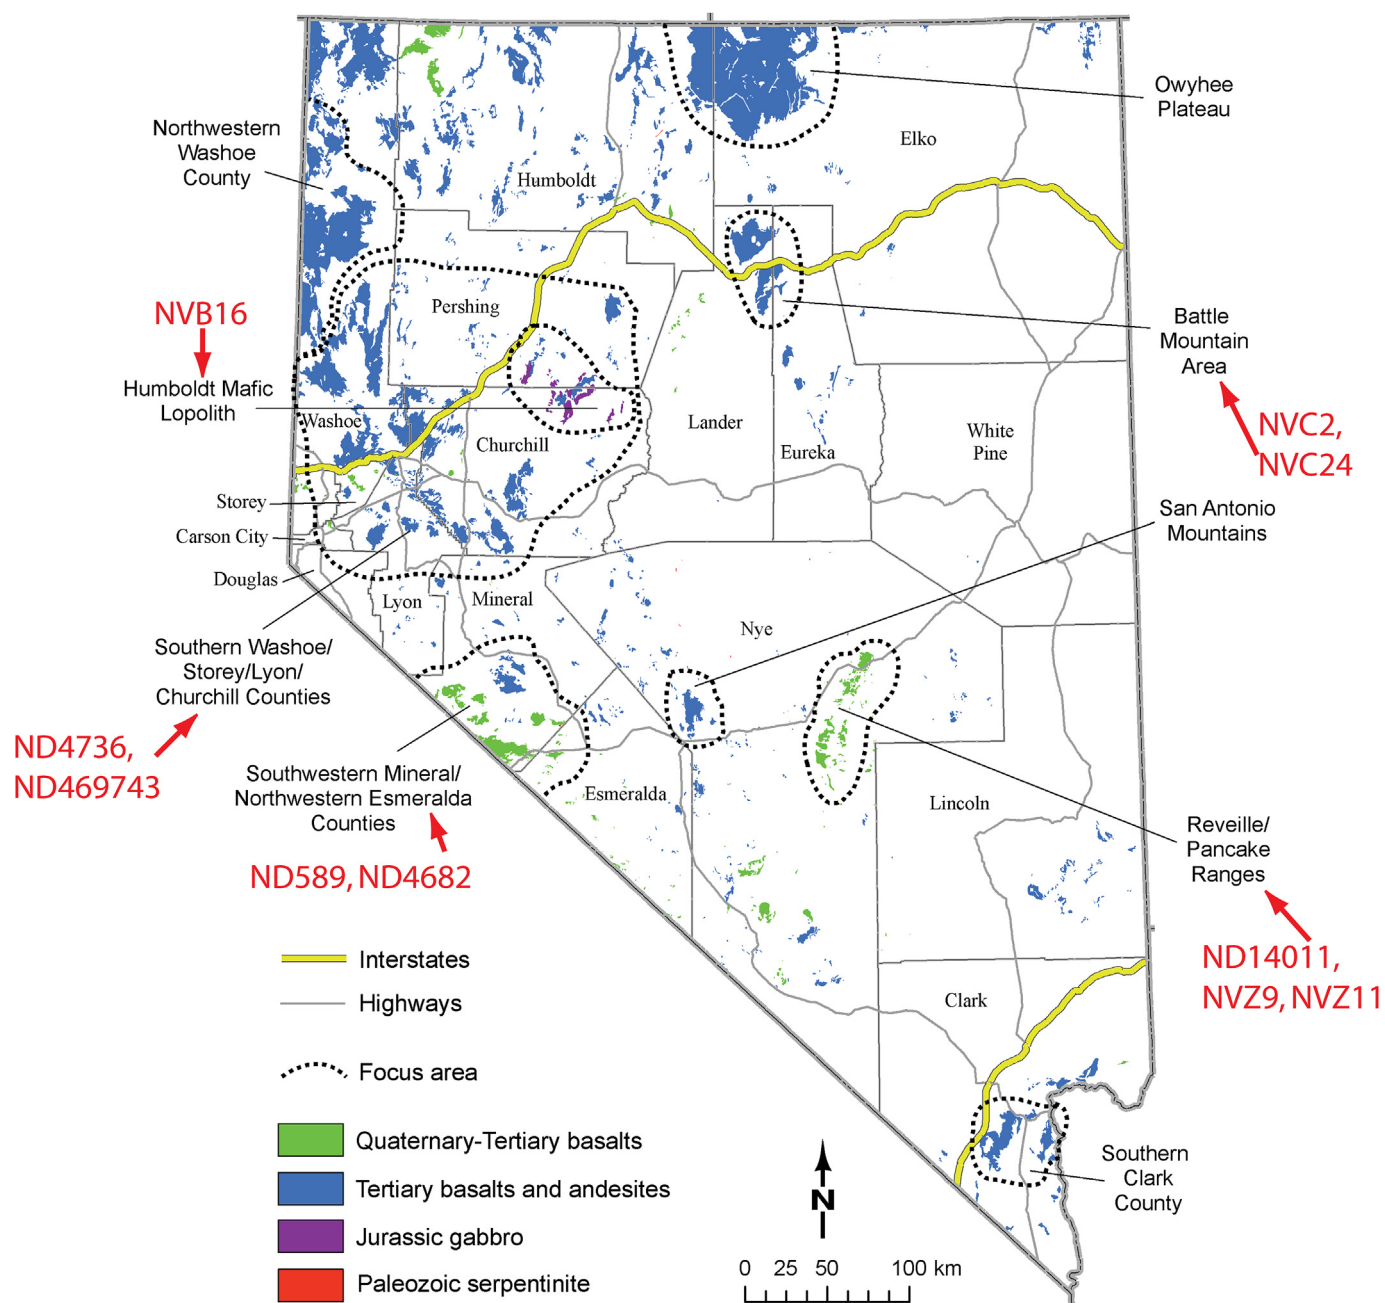 Owyhee
Plateau
Elko
Northwestern
Washoe
County
Humboldt
Pershing
NVB16
Humboldt Mafic
Lopolith
Battle
Mountain
Area
NVC2,
NVC24
Washoe
Churchill
Lander
Eureka
White
Pine
Storey
Carson City
Douglas
San Antonio
Mountains
Lyon
Mineral
Nye
Southern Washoe/
Storey/Lyon/
Churchill Counties
ND4736,
ND469743
Southwestern Mineral/
Northwestern Esmeralda
Counties
ND589, ND4682
Esmeralda
Lincoln
Reveille/
Pancake
Ranges
ND14011,
NVZ9, NVZ11
Clark
Southern
Clark
County
Interstates
Highways
Focus area
Quaternary-Tertiary basalts
Tertiary basalts and andesites
Jurassic gabbro
Paleozoic serpentinite
N
0 25 50 100 km